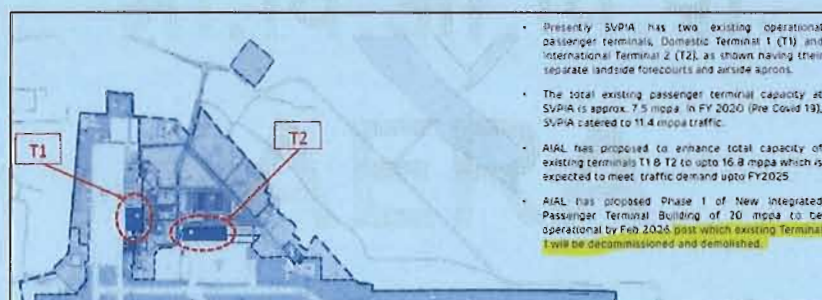 T1
T2
• Presently SVPIA has two existing operational
passenger terminals, Domestic Terminal 1 (T1) and
International Terminal 2 (T2), as shown having their
separate landside forecourts and airside aprons.
• The total existing passenger terminal capacity at
SVPIA is approx. 7.5 mppa. In FY 2020 (Pre Covid 19),
SVPIA catered to 11.4 mppa traffic.
• AIAL has proposed to enhance total capacity of
existing terminals T1 & T2 to upto 16.8 mppa which is
expected to meet traffic demand upto FY2025
• AIAL has proposed Phase 1 of New Integrated
Passenger Terminal Building of 20 mppa to be
operational by Feb 2026, post which existing Terminal
1 will be decommissioned and demolished.